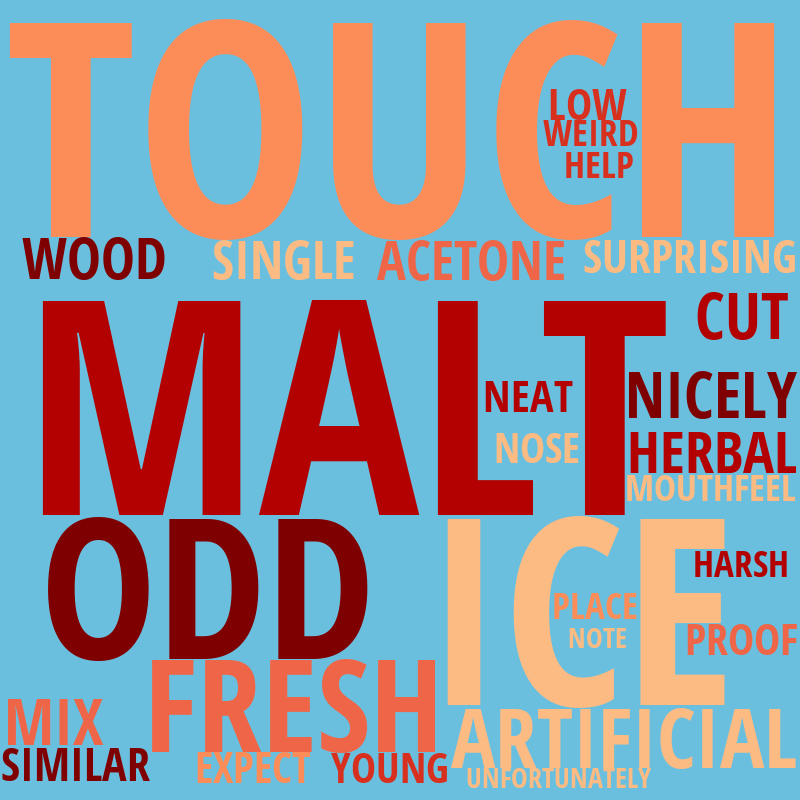 TOUCH
LOW
WEIRD
HELP
WOOD SINGLE ACETONE SURPRISING
MALT
CUT
NEAT NICELY
NOSE HERBAL
MOUTHFEEL
ODD ICE
HARSH
PLACE
NOTE PROOF
FRESH
MIX ARTIFICIAL
SIMILAR EXPECT YOUNG UNFORTUNATELY